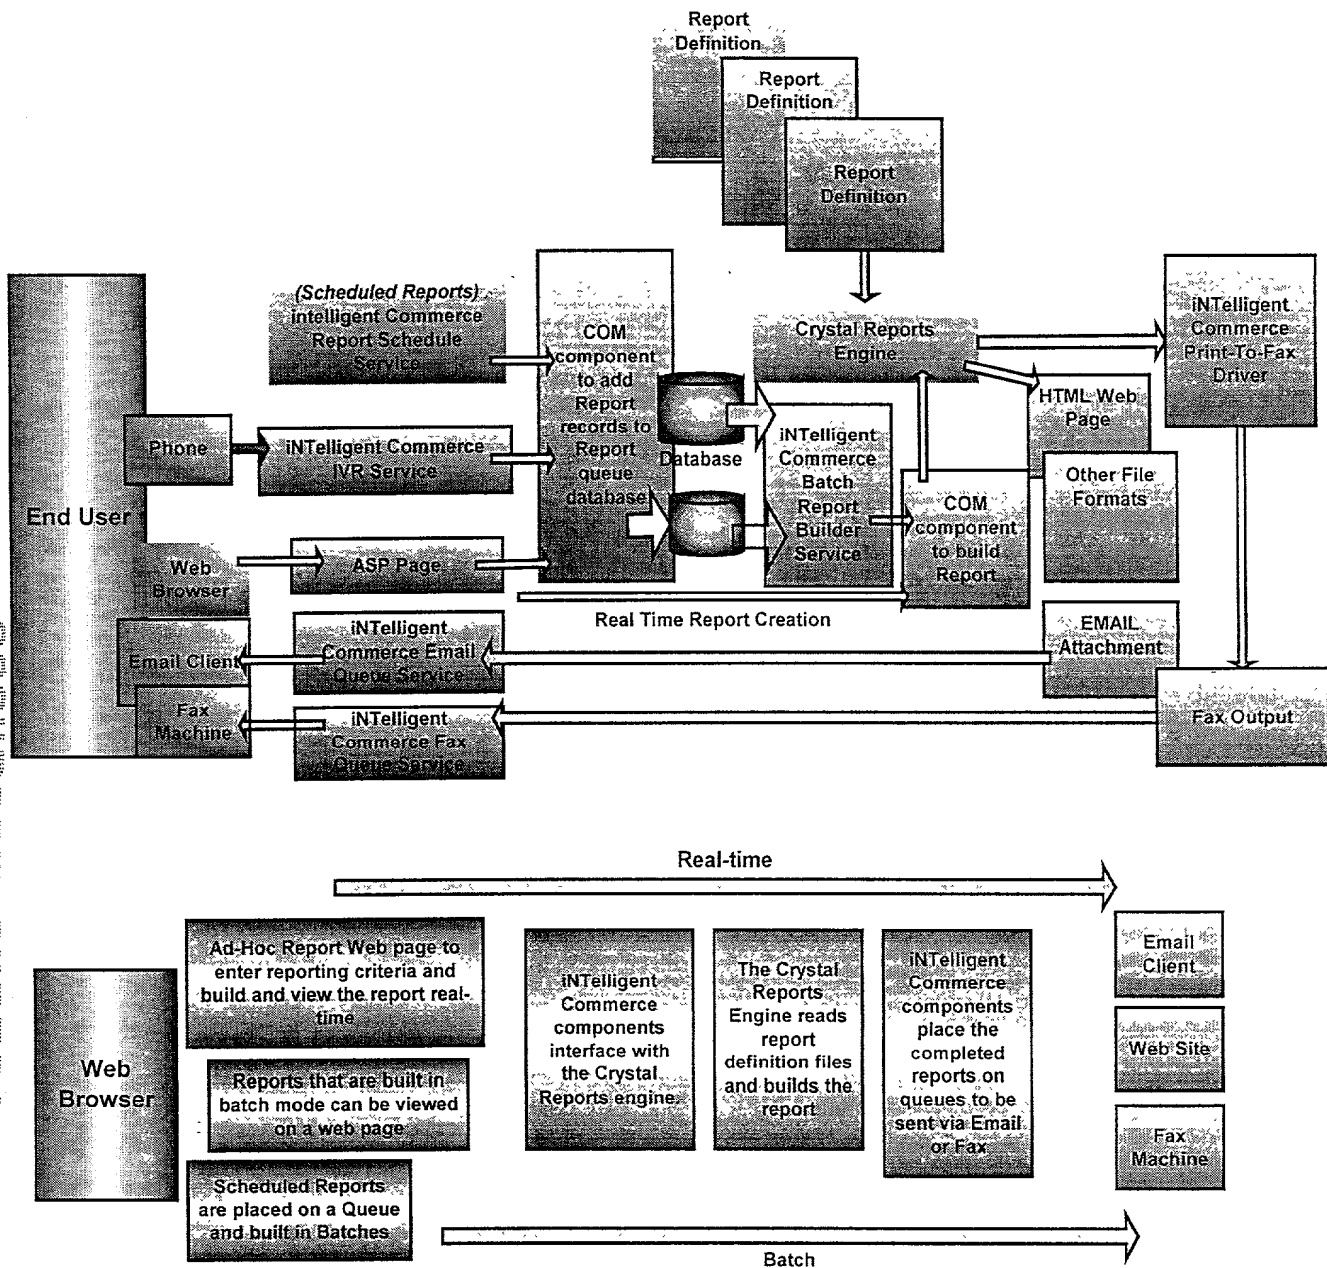 Report
Definition
Report
Definition
Report
Definition
(Scheduled Reports)
intelligent Commerce
Report Schedule
Service
COM
component
to add
Report
records to
Report
queue
database
Crystal Reports
Engine
iNTelligent
Commerce
Print-To-Fax
Driver
HTML Web
Page
Phone
iNTelligent Commerce
IVR Service
Database
iNTelligent
Commerce
Batch
Report
Builder
Service
Other File
Formats
COM
component
to build
Report
End User
Web
Browser
ASP Page
Real Time Report Creation
Email Client
iNTelligent
Commerce Email
Queue Service
EMAIL
Attachment
Fax
Machine
iNTelligent
Commerce Fax
Queue Service
Fax Output
Real-time
Web
Browser
Ad-Hoc Report Web page to
enter reporting criteria and
build and view the report real-
time
Reports that are built in
batch mode can be viewed
on a web page
Scheduled Reports
are placed on a Queue
and built in Batches
iNTelligent
Commerce
components
interface with
the Crystal
Reports engine.
The Crystal
Reports
Engine reads
report
definition files
and builds the
report
iNTelligent
Commerce
components
place the
completed
reports on
queues to be
sent via Email
or Fax
Email
Client
Web Site
Fax
Machine
Batch